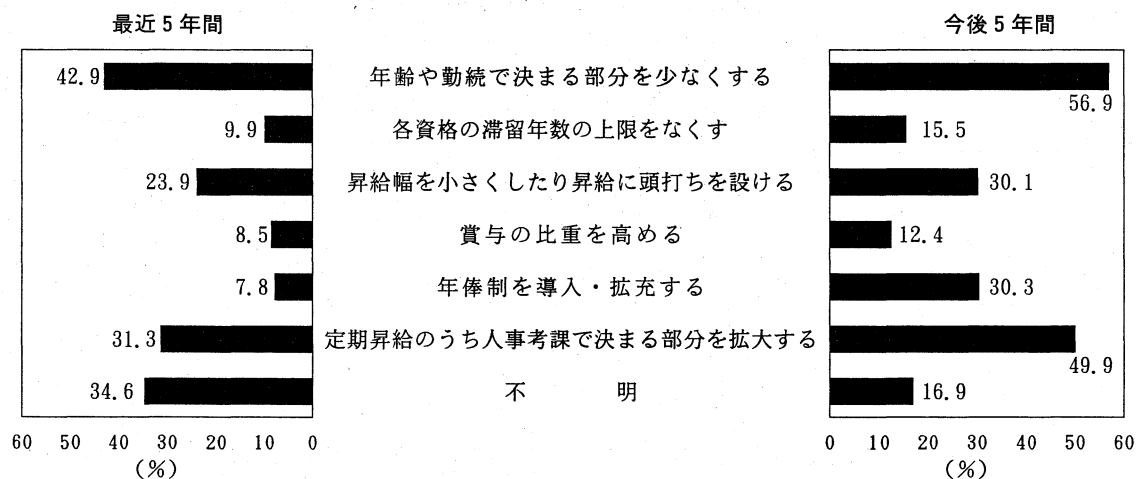 最近5年間 今後5年間
42.9 年齢や勤続で決まる部分を少なくする 56.9
9.9 各資格の滞留年数の上限をなくす 15.5
23.9 昇給幅を小さくしたり昇給に頭打ちを設ける 30.1
8.5 賞与の比重を高める 12.4
7.8 年俸制を導入・拡充する 30.3
31.3 定期昇給のうち人事考課で決まる部分を拡大する 49.9
34.6 不明 16.9
60 50 40 30 20 10 0 0 10 20 30 40 50 60
(%) (%)